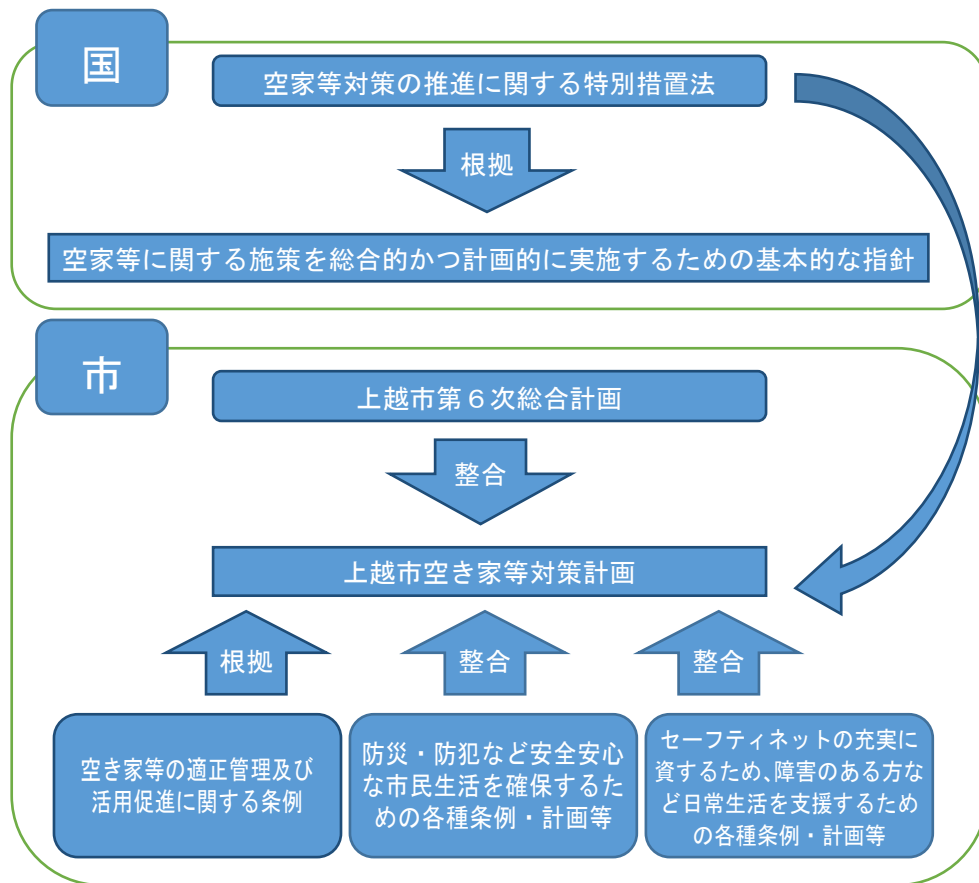 国
空家等対策の推進に関する特別措置法
根拠
空家等に関する施策を総合的かつ計画的に実施するための基本的な指針
市
上越市第６次総合計画
整合
上越市空き家等対策計画
根拠
整合
整合
空き家等の適正管理及び
活用促進に関する条例
防災・防犯など安全安心
な市民生活を確保するた
めの各種条例・計画等
セーフティネットの充実に
資するため、障害のある方な
ど日常生活を支援するため
の各種条例・計画等